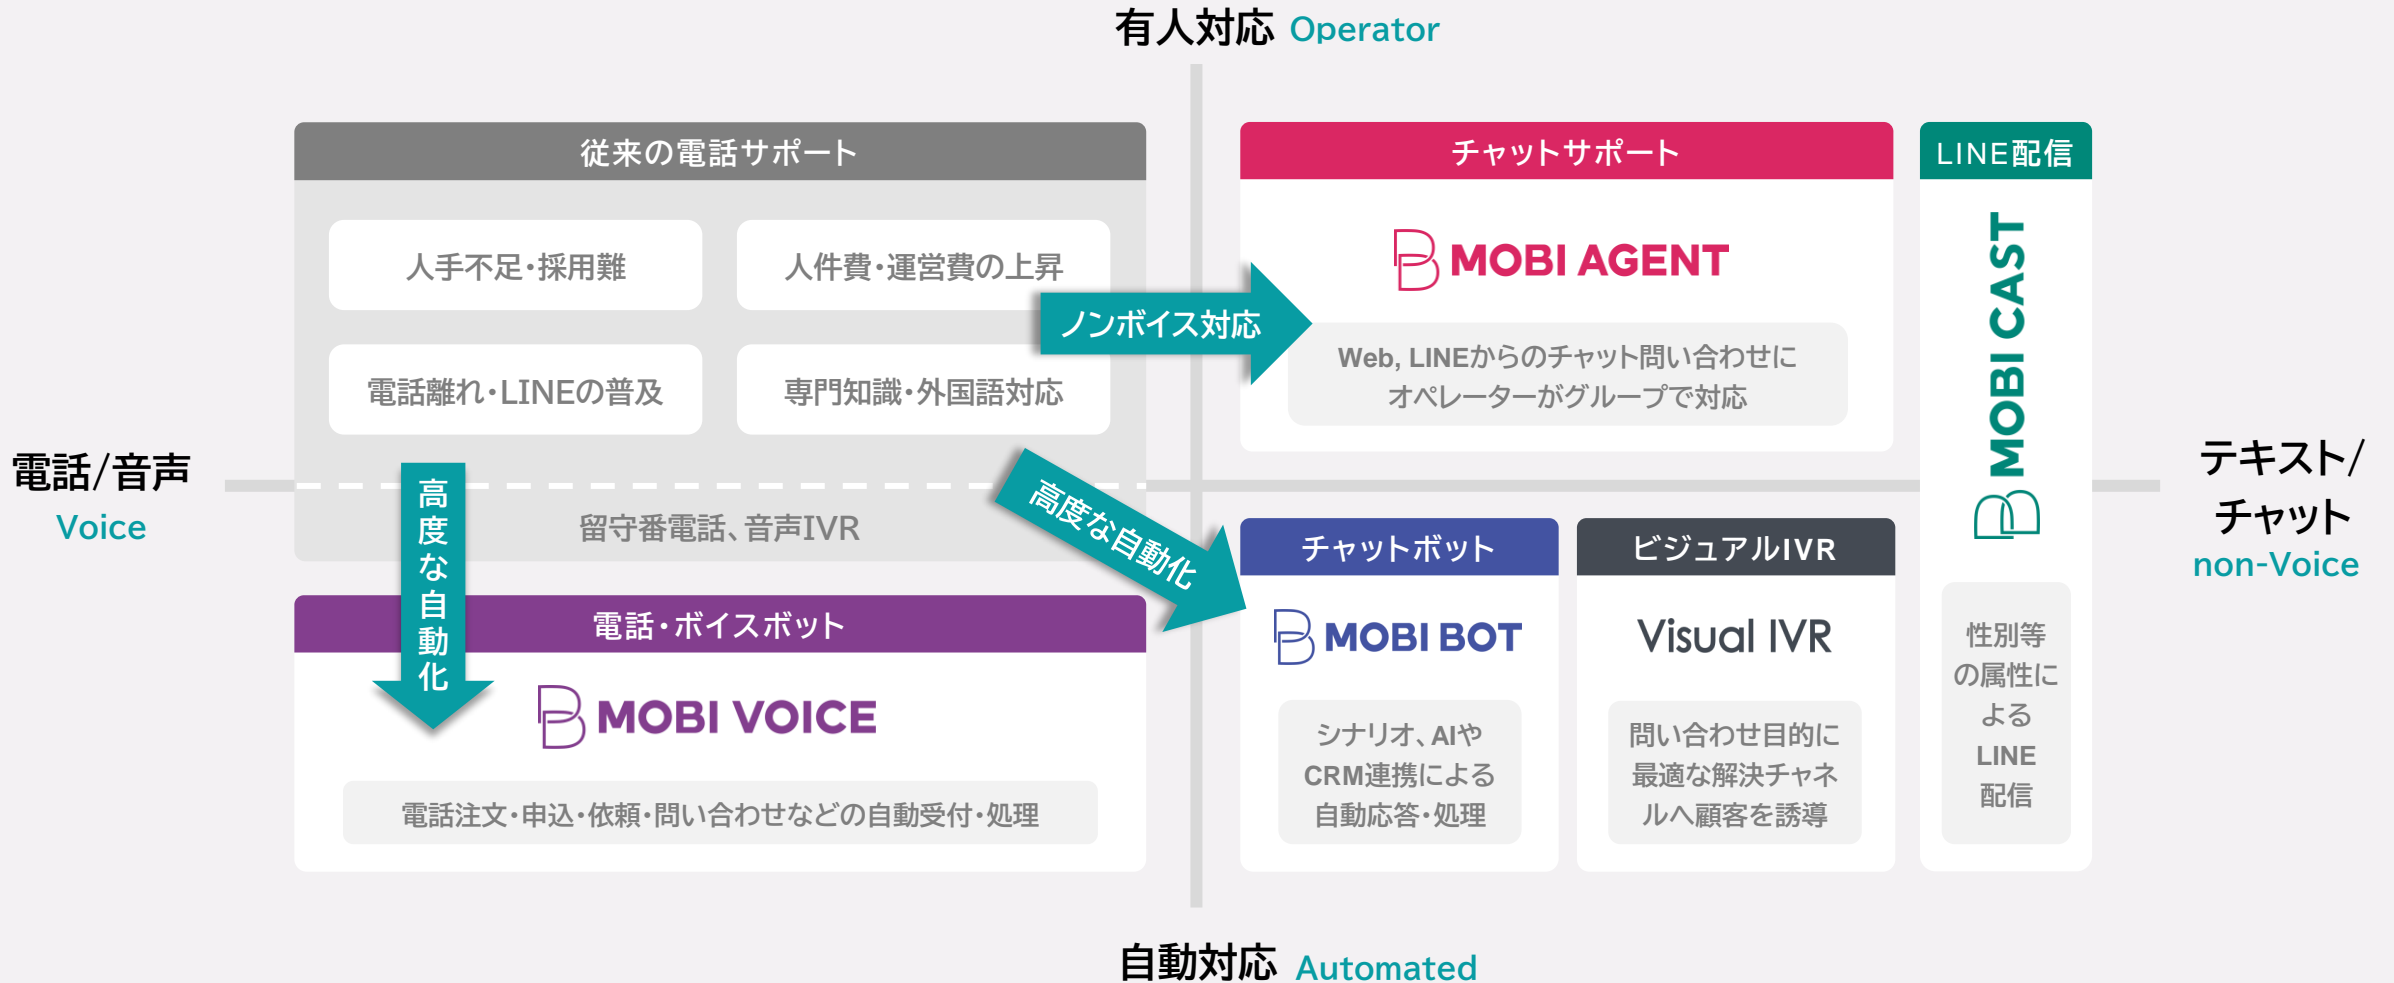 有人対応 Operator
従来の電話サポート
人手不足・採用難
人件費・運営費の上昇
電話離れ・LINEの普及
専門知識・外国語対応
留守番電話、音声IVR
ノンボイス対応
高度な自動化
高度な自動化
チャットサポート
MOBI AGENT
Web, LINEからのチャット問い合わせに
オペレーターがグループで対応
LINE配信
MOBI CAST
性別等
の属性に
よる
LINE
配信
電話/音声
Voice
テキスト/
チャット
non-Voice
電話・ボイスボット
MOBI VOICE
電話注文・申込・依頼・問い合わせなどの自動受付・処理
チャットボット
MOBI BOT
シナリオ、AIや
CRM連携による
自動応答・処理
ビジュアルIVR
Visual IVR
問い合わせ目的に
最適な解決チャネ
ルへ顧客を誘導
自動対応 Automated